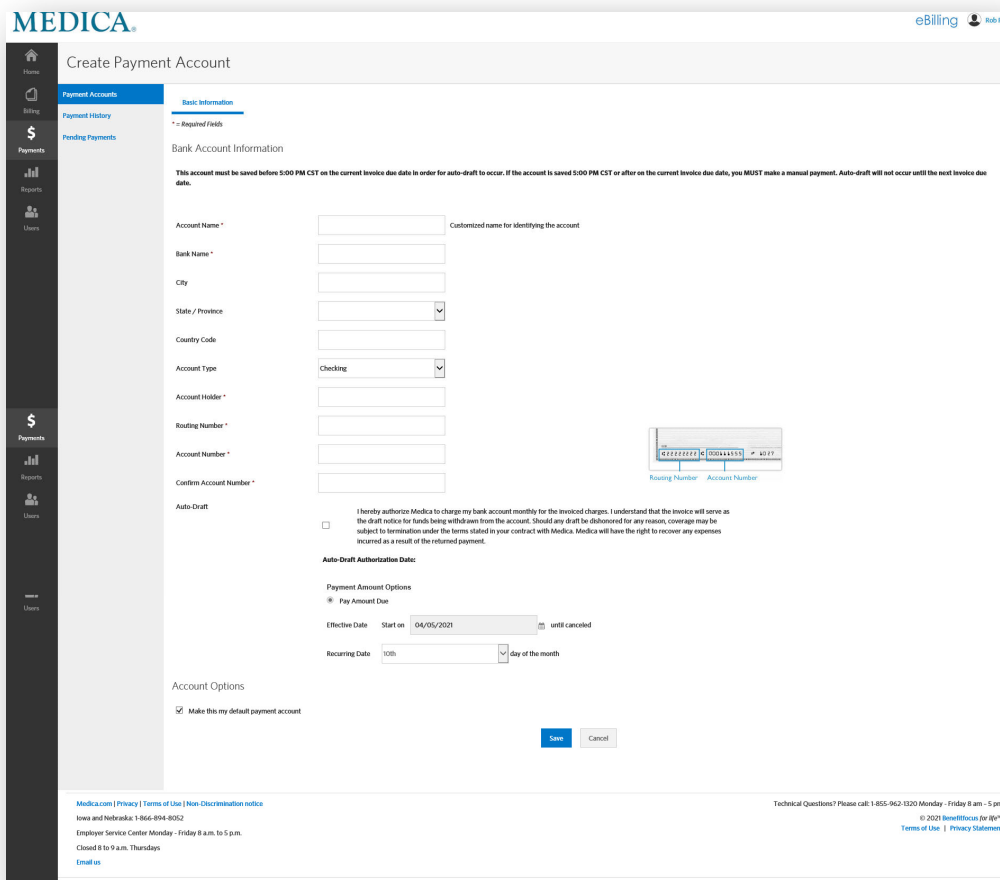 MEDICA®
eBilling Rob
Home
Billing
Payments
Reports
Users
Payments
Reports
Users
Users
Create Payment Account
Payment Accounts
Payment History
Pending Payments
Basic Information
* = Required Fields
Bank Account Information
This account must be saved before 5:00 PM CST on the current invoice due date in order for auto-draft to occur. If the account is saved 5:00 PM CST or after on the current invoice due date, you MUST make a manual payment. Auto-draft will not occur until the next invoice due
date.
Account Name * Customized name for identifying the account
Bank Name *
City
State / Province
Country Code
Account Type Checking
Account Holder *
Routing Number *
Account Number *
Confirm Account Number *
Routing Number Account Number
Auto-Draft
I hereby authorize Medica to charge my bank account monthly for the invoiced charges. I understand that the invoice will serve as
the draft notice for funds being withdrawn from the account. Should any draft be dishonored for any reason, coverage may be
subject to termination under the terms stated in your contract with Medica. Medica will have the right to recover any expenses
incurred as a result of the returned payment.
Auto-Draft Authorization Date:
Payment Amount Options
Pay Amount Due
Effective Date Start on 04/05/2021 until canceled
Recurring Date 10th day of the month
Account Options
Make this my default payment account
Save Cancel
Medica.com | Privacy | Terms of Use | Non-Discrimination notice
Iowa and Nebraska: 1-866-894-8052
Employer Service Center Monday - Friday 8 a.m. to 5 p.m.
Closed 8 to 9 a.m. Thursdays
Email us
Technical Questions? Please call: 1-855-962-1320 Monday - Friday 8 am - 5 pm
© 2021 Benefitfocus for life
Terms of Use | Privacy Statemen